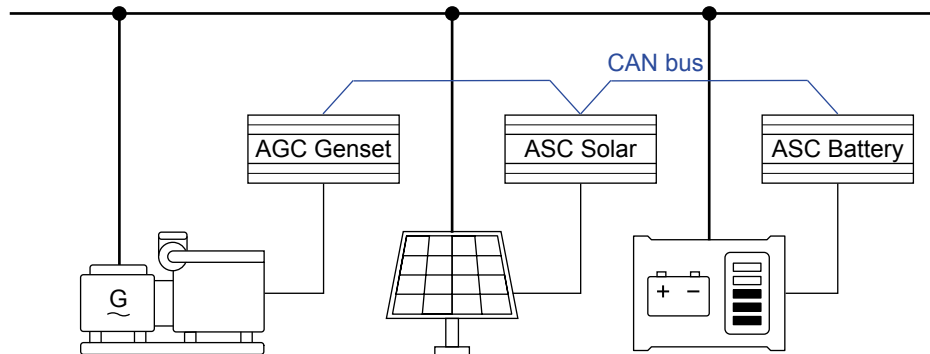 CAN bus
AGC Genset
ASC Solar
ASC Battery
G
~
+ −